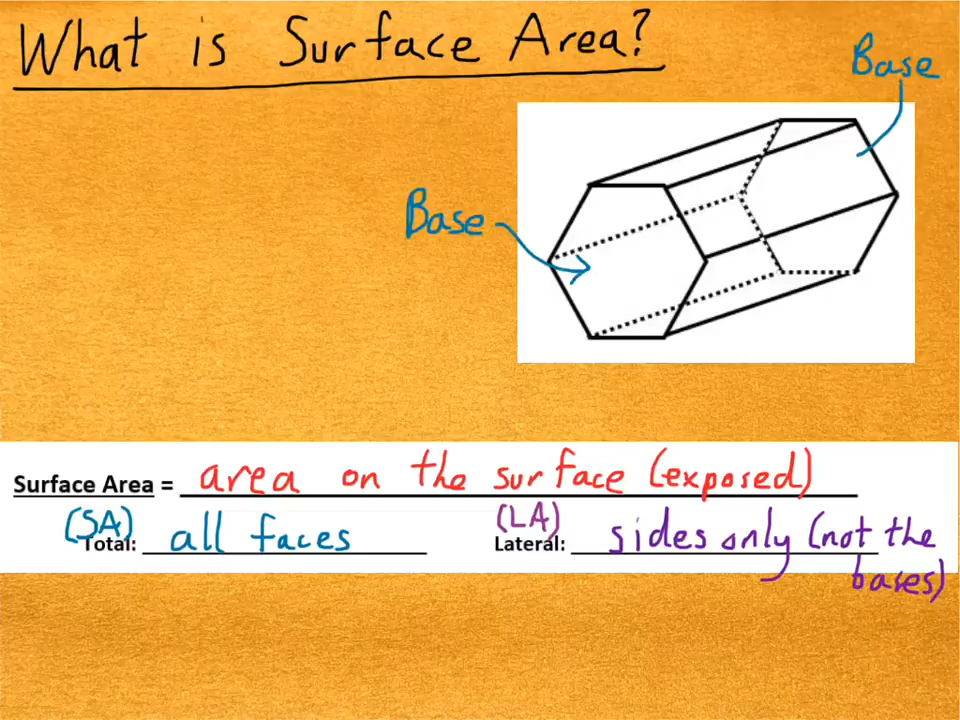 What is Surface Area?
Base
Base
Surface Area = area on the surface (exposed)
(SA) (LA)
Total: all faces Lateral: sides only (not the
bases)